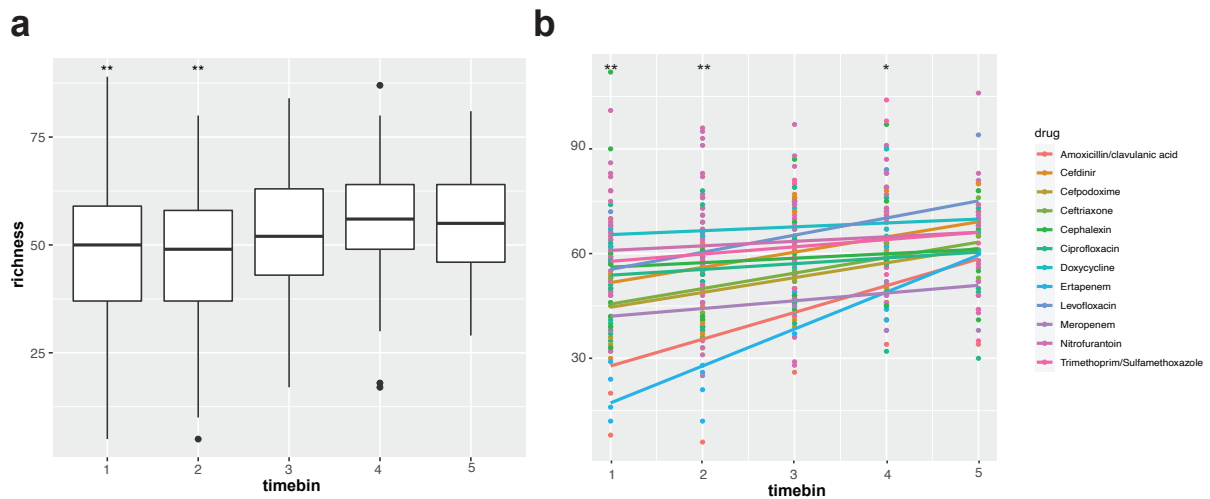 a
**
**
75
50
25
richness
1
2
3
4
5
timebin
b
**
**
*
90
60
30
1
2
3
4
5
timebin
drug
Amoxicillin/clavulanic acid
Cefdinir
Cefpodoxime
Ceftriaxone
Cephalexin
Ciprofloxacin
Doxycycline
Ertapenem
Levofloxacin
Meropenem
Nitrofurantoin
Trimethoprim/Sulfamethoxazole